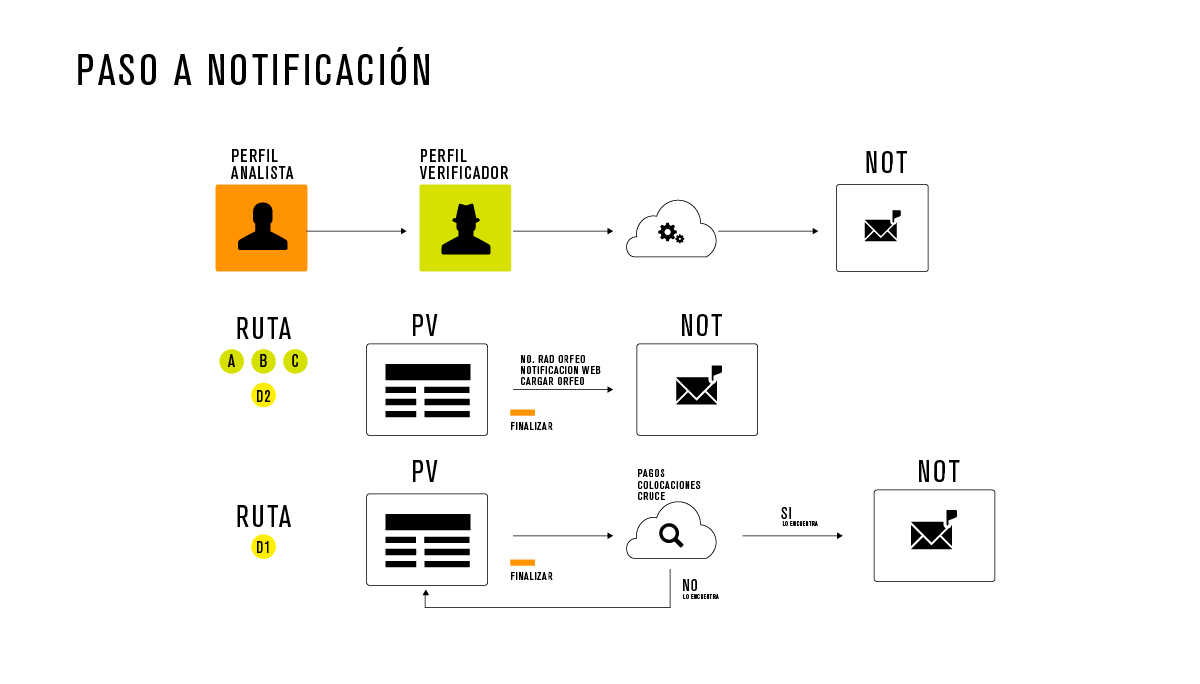 PASO A NOTIFICACIÓN
PERFIL
ANALISTA
PERFIL
VERIFICADOR
NOT
RUTA
A B C
D2
PV
NO. RAD ORFEO
NOTIFICACION WEB
CARGAR ORFEO
FINALIZAR
NOT
RUTA
D1
PV
FINALIZAR
PAGOS
COLOCACIONES
CRUCE
SI
LO ENCUENTRA
NO
LO ENCUENTRA
NOT